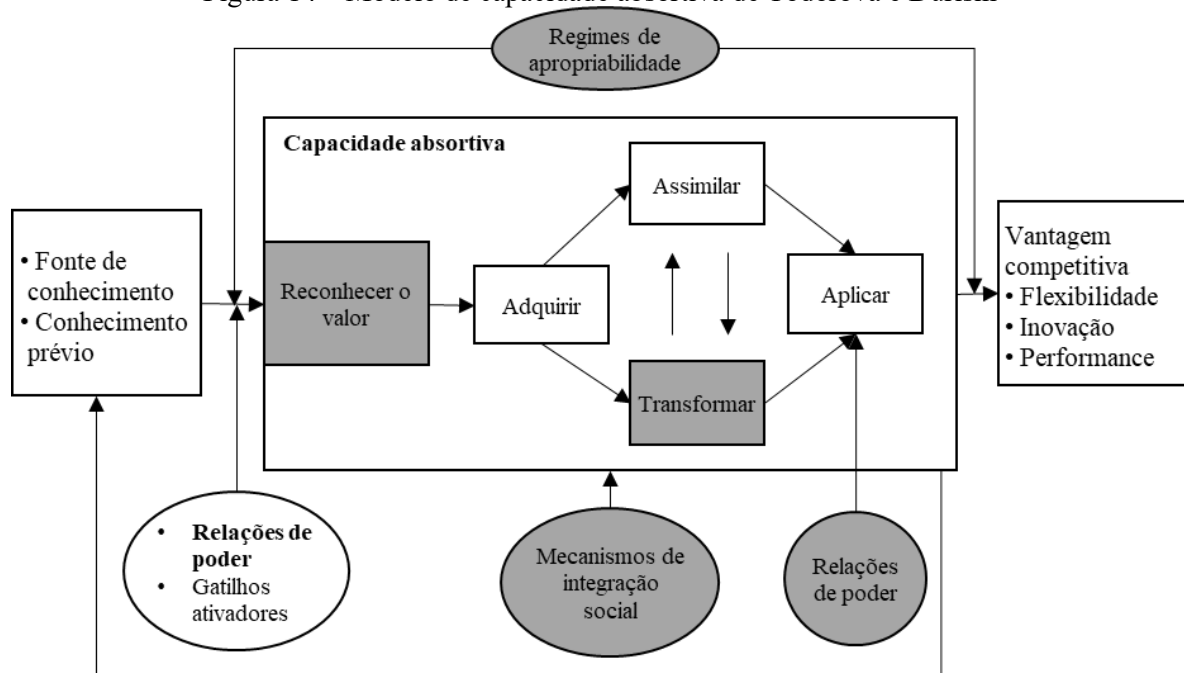 Regimes de
apropriabilidade
Capacidade absortiva
Assimilar
• Fonte de
conhecimento
• Conhecimento
prévio
Reconhecer o
valor
Adquirir
Aplicar
Vantagem
competitiva
• Flexibilidade
• Inovação
• Performance
Transformar
• Relações de
poder
• Gatilhos
ativadores
Mecanismos de
integração
social
Relações
de poder